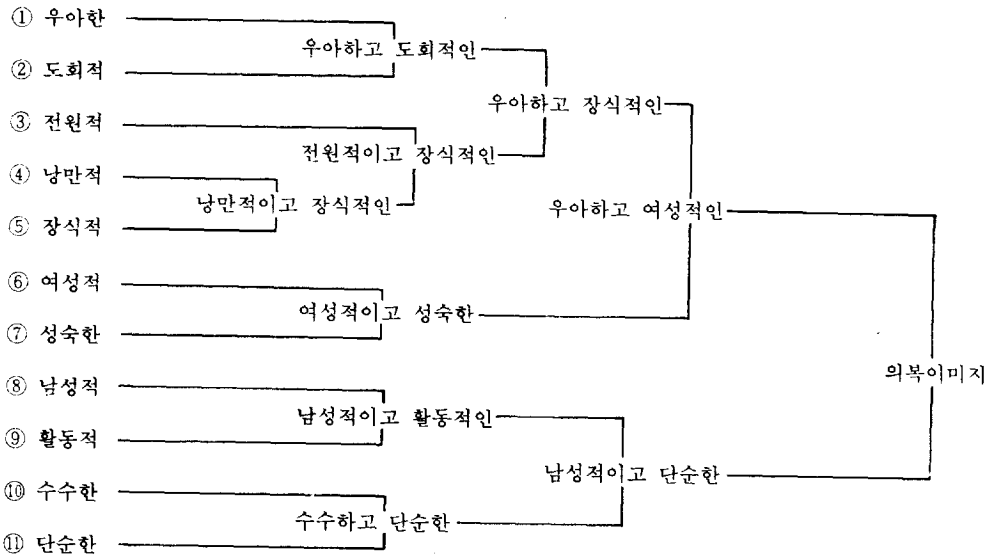 ① 우아한
우아하고 도회적인
② 도회적
우아하고 장식적인
③ 전원적
전원적이고 장식적인
④ 낭만적
낭만적이고 장식적인
⑤ 장식적
우아하고 여성적인
⑥ 여성적
여성적이고 성숙한
⑦ 성숙한
의복이미지
⑧ 남성적
남성적이고 활동적인
⑨ 활동적
남성적이고 단순한
⑩ 수수한
수수하고 단순한
⑪ 단순한